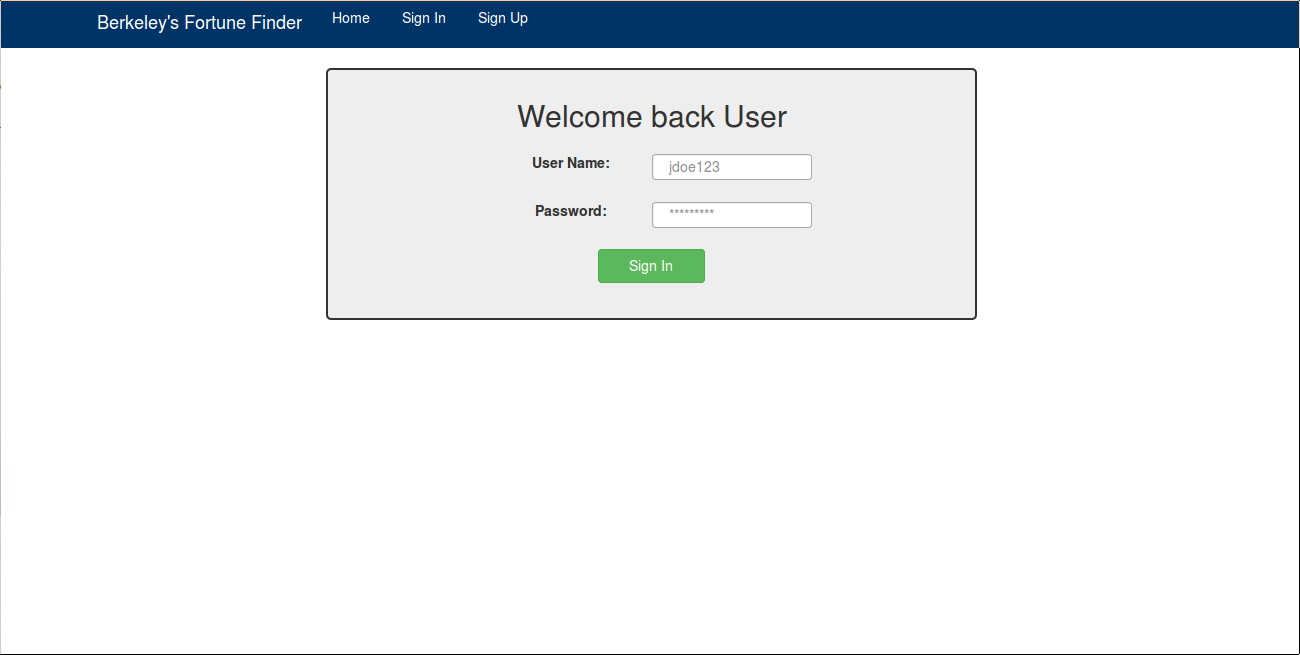 Berkeley's Fortune Finder Home Sign In Sign Up
Welcome back User
User Name: jdoe123
Password: *********
Sign In